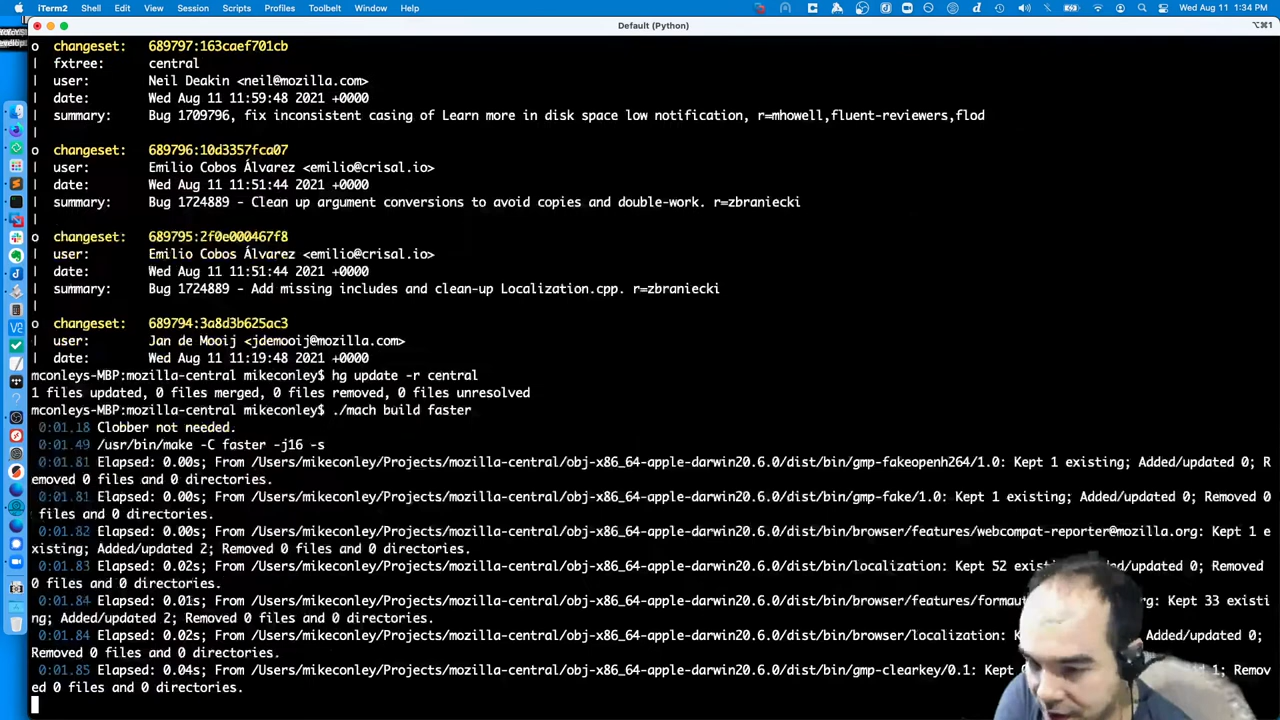 iTerm2 Shell Edit View Session Scripts Profiles Toolbelt Window Help Wed Aug 11 1:34 PM
Default (Python) ⌥⌘1
o changeset: 689797:163caef701cb
| fxtree: central
| user: Neil Deakin <neil@mozilla.com>
| date: Wed Aug 11 11:59:48 2021 +0000
| summary: Bug 1709796, fix inconsistent casing of Learn more in disk space low notification, r=mhowell,fluent-reviewers,flod
|
o changeset: 689796:10d3357fca07
| user: Emilio Cobos Álvarez <emilio@crisal.io>
| date: Wed Aug 11 11:51:44 2021 +0000
| summary: Bug 1724889 - Clean up argument conversions to avoid copies and double-work. r=zbraniecki
|
o changeset: 689795:2f0e000467f8
| user: Emilio Cobos Álvarez <emilio@crisal.io>
| date: Wed Aug 11 11:51:44 2021 +0000
| summary: Bug 1724889 - Add missing includes and clean-up Localization.cpp. r=zbraniecki
|
o changeset: 689794:3a8d3b625ac3
| user: Jan de Mooij <jdemooij@mozilla.com>
| date: Wed Aug 11 11:19:48 2021 +0000
mconleys-MBP:mozilla-central mikeconley$ hg update -r central
1 files updated, 0 files merged, 0 files removed, 0 files unresolved
mconleys-MBP:mozilla-central mikeconley$ ./mach build faster
0:01.18 Clobber not needed.
0:01.49 /usr/bin/make -C faster -j16 -s
0:01.81 Elapsed: 0.00s; From /Users/mikeconley/Projects/mozilla-central/obj-x86_64-apple-darwin20.6.0/dist/bin/gmp-fakeopenh264/1.0: Kept 1 existing; Added/updated 0; R
emoved 0 files and 0 directories.
0:01.81 Elapsed: 0.00s; From /Users/mikeconley/Projects/mozilla-central/obj-x86_64-apple-darwin20.6.0/dist/bin/gmp-fake/1.0: Kept 1 existing; Added/updated 0; Removed 0
files and 0 directories.
0:01.82 Elapsed: 0.00s; From /Users/mikeconley/Projects/mozilla-central/obj-x86_64-apple-darwin20.6.0/dist/bin/browser/features/webcompat-reporter@mozilla.org: Kept 1 e
xisting; Added/updated 2; Removed 0 files and 0 directories.
0:01.83 Elapsed: 0.02s; From /Users/mikeconley/Projects/mozilla-central/obj-x86_64-apple-darwin20.6.0/dist/bin/localization: Kept 52 updated 0; Removed
0 files and 0 directories.
0:01.84 Elapsed: 0.01s; From /Users/mikeconley/Projects/mozilla-central/obj-x86_64-apple-darwin20.6.0/dist/bin/browser/features/ Kept 33 existi
ng; Added/updated 2; Removed 0 files and 0 directories.
0:01.84 Elapsed: 0.02s; From /Users/mikeconley/Projects/mozilla-central/obj-x86_64-apple-darwin20.6.0/dist/bin/browser/localization: Added/updated 0;
Removed 0 files and 0 directories.
0:01.85 Elapsed: 0.04s; From /Users/mikeconley/Projects/mozilla-central/obj-x86_64-apple-darwin20.6.0/dist/bin/gmp-clearkey/0.1: Kept 1; Remov
ed 0 files and 0 directories.